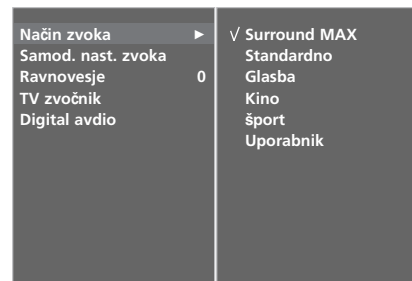 Način zvoka ►
Samod. nast. zvoka
Ravnovesje 0
TV zvočnik
Digital avdio
√ Surround MAX
Standardno
Glasba
Kino
šport
Uporabnik